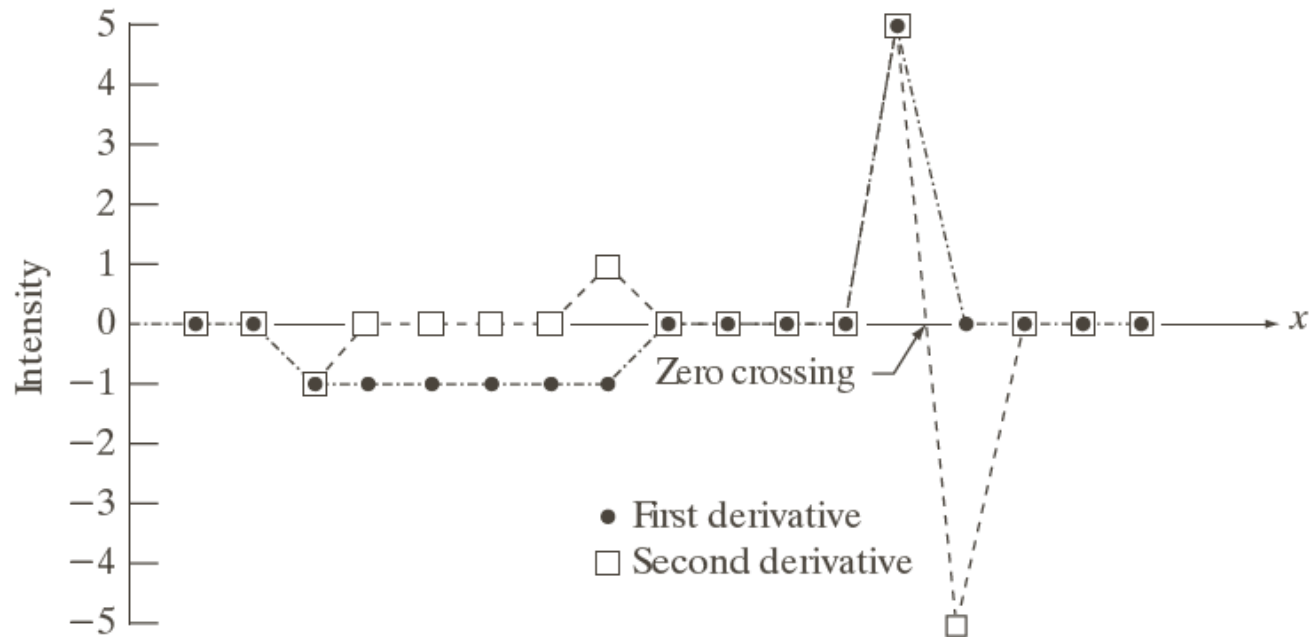 5
4
3
2
1
0
−1
−2
−3
−4
−5
Intensity
x
Zero crossing
First derivative
Second derivative